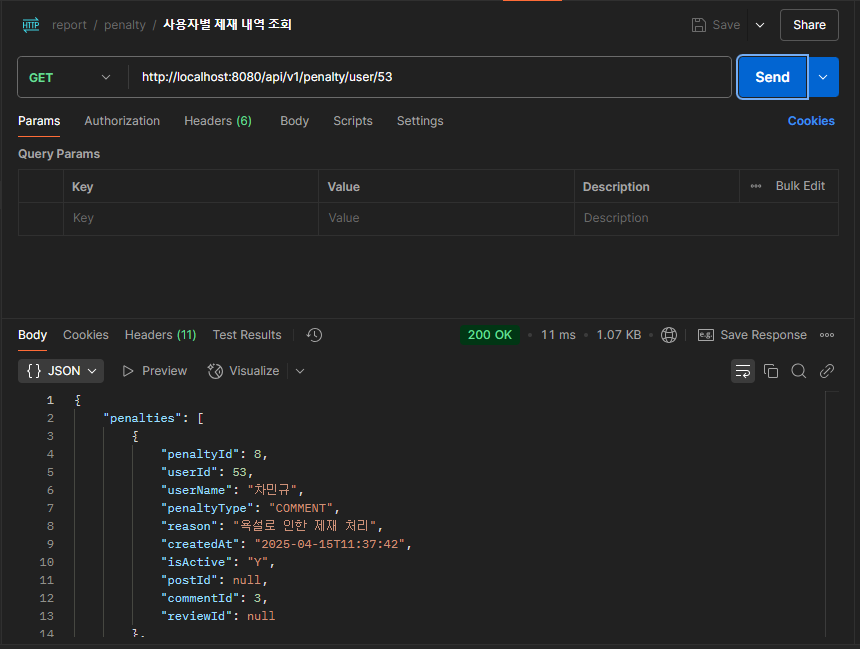 HTTP report / penalty / 사용자별 제재 내역 조회 Save Share
GET http://localhost:8080/api/v1/penalty/user/53 Send
Params Authorization Headers (6) Body Scripts Settings Cookies
Query Params
Key Value Description Bulk Edit
Key Value Description
Body Cookies Headers (11) Test Results 200 OK 11 ms 1.07 KB e.g. Save Response
{} JSON Preview Visualize
1 {
2 "penalties": [
3 {
4 "penaltyId": 8,
5 "userId": 53,
6 "userName": "차민규",
7 "penaltyType": "COMMENT",
8 "reason": "욕설로 인한 제재 처리",
9 "createdAt": "2025-04-15T11:37:42",
10 "isActive": "Y",
11 "postId": null,
12 "commentId": 3,
13 "reviewId": null
14 },